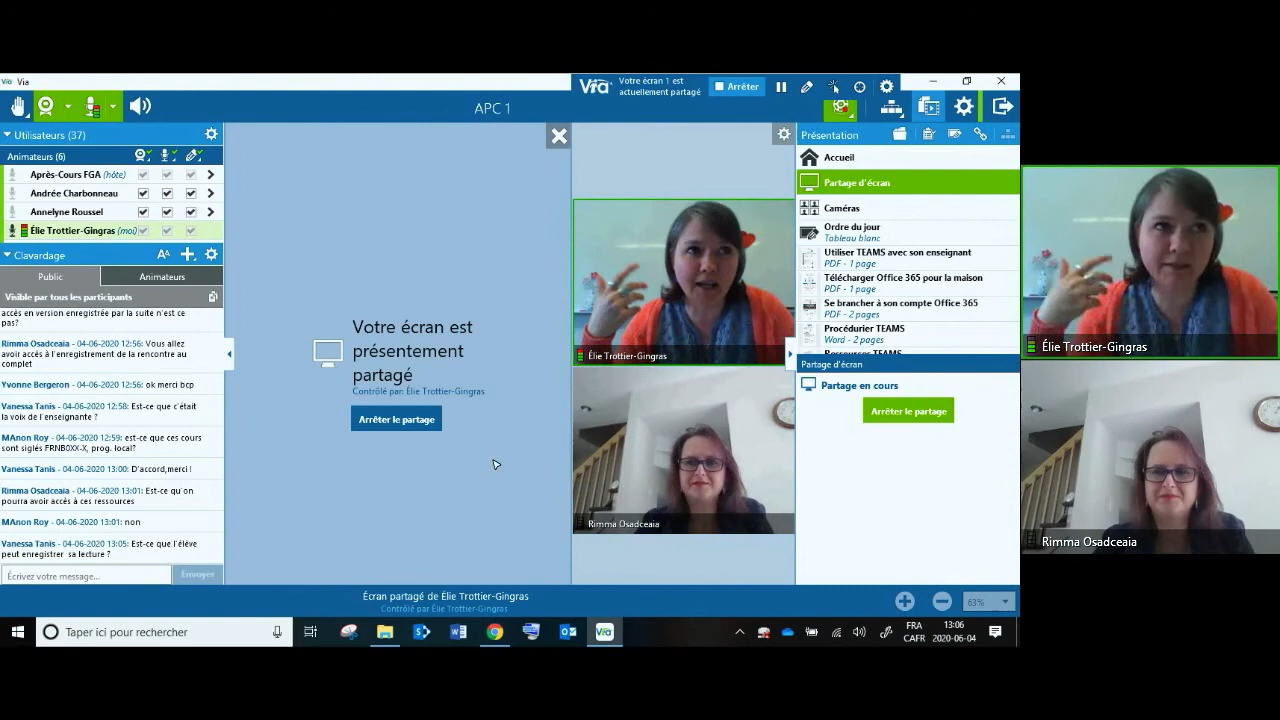 Via Via
Via
Votre écran 1 est
actuellement partagé
Arrêter
APC 1
Utilisateurs (37)
Animateurs (6)
Après-Cours FGA (hôte)
Andrée Charbonneau
Annelyne Roussel
Élie Trottier-Gingras (moi)
Clavardage
AA
Public
Animateurs
Visible par tous les participants
accès en version enregistrée par la suite n'est ce
pas?
Rimma Osadceaia - 04-06-2020 12:56: Vous allez
avoir accès à l'enregistrement de la rencontre au
complet
Yvonne Bergeron - 04-06-2020 12:56: ok merci bcp
Vanessa Tanis - 04-06-2020 12:58: Est-ce que c'était
la voix de l'enseignante ?
MAnon Roy - 04-06-2020 12:59: est-ce que ces cours
sont siglés FRNB0XX-X, prog. local?
Vanessa Tanis - 04-06-2020 13:00: D'accord,merci !
Rimma Osadceaia - 04-06-2020 13:01: Est-ce qu'on
pourra avoir accès à ces ressources
MAnon Roy - 04-06-2020 13:01: non
Vanessa Tanis - 04-06-2020 13:05: Est-ce que l'éléve
peut enregistrer sa lecture ?
Écrivez votre message...
Envoyer
Votre écran est
présentement
partagé
Contrôlé par: Élie Trottier-Gingras
Arrêter le partage
Élie Trottier-Gingras
Rimma Osadceaia
Présentation
Accueil
Partage d'écran
Caméras
Ordre du jour
Tableau blanc
Utiliser TEAMS avec son enseignant
PDF - 1 page
Télécharger Office 365 pour la maison
PDF - 1 page
Se brancher à son compte Office 365
PDF - 2 pages
Procédurier TEAMS
Word - 2 pages
Ressources TEAMS
Partage d'écran
Partage en cours
Arrêter le partage
Élie Trottier-Gingras
Rimma Osadceaia
Écran partagé de Élie Trottier-Gingras
Contrôlé par Élie Trottier-Gingras
63%
Taper ici pour rechercher
Via
FRA
CAFR
13:06
2020-06-04